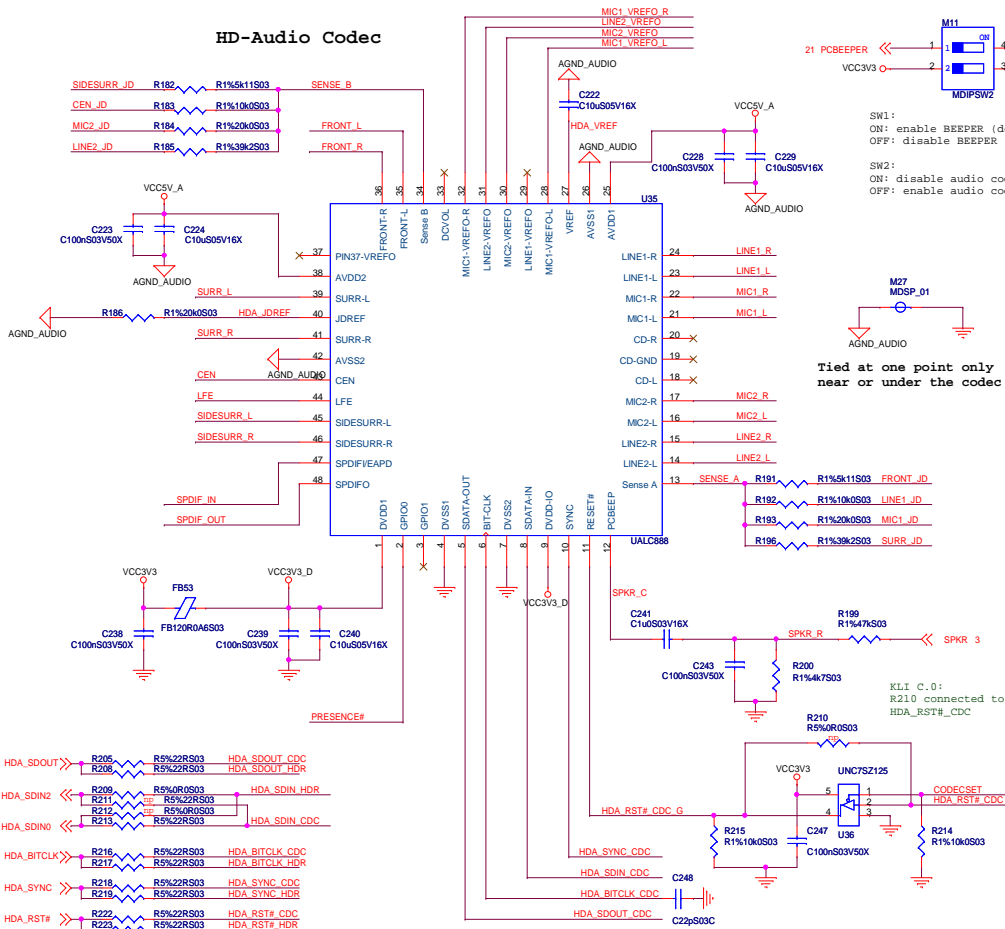 HD-Audio Codec
MIC1_VREFO_R
LINE2_VREFO
MIC2_VREFO
MIC1_VREFO_L
M11
ON
1
2
1
2
4
3
MDIPSW2
21 PCBEEPER
VCC3V3
SW1:
ON: enable BEEPER (d
OFF: disable BEEPER
SW2:
ON: disable audio co
OFF: enable audio co
SIDESURR_JD R182 R1%5k11S03 SENSE_B
CEN_JD R183 R1%10k0S03
MIC2_JD R184 R1%20k0S03
LINE2_JD R185 R1%39k2S03
FRONT_L
FRONT_R
AGND_AUDIO
C222
C10uS05V16X
HDA_VREF
AGND_AUDIO
VCC5V_A
C228
C100nS03V50X
C229
C10uS05V16X
AGND_AUDIO
VCC5V_A
C223
C100nS03V50X
C224
C10uS05V16X
AGND_AUDIO
36 35 34 33 32 31 30 29 28 27 26 25
U35
FRONT-R
FRONT-L
Sense B
DCVOL
MIC1-VREFO-R
LINE2-VREFO
MIC2-VREFO
LINE1-VREFO
MIC1-VREFO-L
VREF
AVSS1
AVDD1
37 PIN37-VREFO
38 AVDD2
SURR_L 39 SURR-L
AGND_AUDIO R186 R1%20k0S03 HDA_JDREF 40 JDREF
SURR_R 41 SURR-R
AGND_AUDIO 42 AVSS2
CEN 43 CEN
LFE 44 LFE
SIDESURR_L 45 SIDESURR-L
SIDESURR_R 46 SIDESURR-R
47 SPDIFI/EAPD
48 SPDIFO
SPDIF_IN
SPDIF_OUT
LINE1-R 24 LINE1_R
LINE1-L 23 LINE1_L
MIC1-R 22 MIC1_R
MIC1-L 21 MIC1_L
CD-R 20
CD-GND 19
CD-L 18
MIC2-R 17 MIC2_R
MIC2-L 16 MIC2_L
LINE2-R 15 LINE2_R
LINE2-L 14 LINE2_L
Sense A 13 SENSE_A
R191 R1%5k11S03 FRONT_JD
R192 R1%10k0S03 LINE1_JD
R193 R1%20k0S03 MIC1_JD
R196 R1%39k2S03 SURR_JD
M27
MDSP_01
AGND_AUDIO
Tied at one point only
near or under the codec
DVDD1
GPIO0
GPIO1
DVSS1
SDATA-OUT
BIT-CLK
DVSS2
SDATA-IN
DVDD-IO
SYNC
RESET#
PCBEEP
UALC888
1 2 3 4 5 6 7 8 9 10 11 12
VCC3V3
FB53
FB120R0A6S03
VCC3V3_D
C238
C100nS03V50X
C239
C100nS03V50X
C240
C10uS05V16X
VCC3V3_D
SPKR_C
C241
C1u0S03V16X
SPKR_R
R199
R1%47kS03
SPKR 3
C243
C100nS03V50X
R200
R1%4k7S03
PRESENCE#
KLI C.0:
R210 connected to
HDA_RST#_CDC
R210
R5%0R0S03
np
VCC3V3
UNC7SZ125
5
4
1
2
3
U36
CODECSET
HDA_RST#_CDC
HDA_RST#_CDC_G
R215
R1%10k0S03
C247
C100nS03V50X
R214
R1%10k0S03
HDA_SYNC_CDC
HDA_SDIN_CDC
HDA_BITCLK_CDC
HDA_SDOUT_CDC
C248
C22pS03C
HDA_SDOUT R205 R5%22RS03 HDA_SDOUT_CDC
R208 R5%22RS03 HDA_SDOUT_HDR
HDA_SDIN2 R209 R5%0R0S03 HDA_SDIN_HDR
R211 np R5%22RS03
R212 np R5%0R0S03
HDA_SDIN0 R213 R5%22RS03 HDA_SDIN_CDC
HDA_BITCLK R216 R5%22RS03 HDA_BITCLK_CDC
R217 R5%22RS03 HDA_BITCLK_HDR
HDA_SYNC R218 R5%22RS03 HDA_SYNC_CDC
R219 R5%22RS03 HDA_SYNC_HDR
HDA_RST# R222 R5%22RS03 HDA_RST#_CDC
R223 R5%22RS03 HDA_RST#_HDR